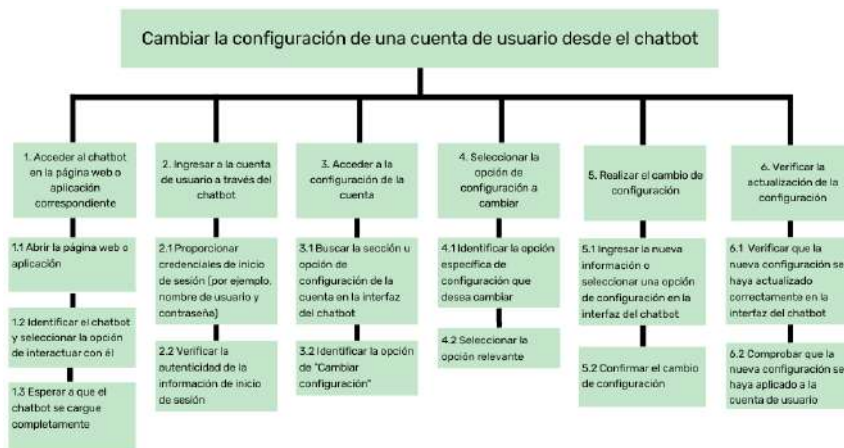 Cambiar la configuración de una cuenta de usuario desde el chatbot
1. Acceder al chatbot
en la página web o
aplicación
correspondiente
1.1 Abrir la página web o
aplicación
1.2 Identificar el chatbot
y seleccionar la opción
de interactuar con él
1.3 Esperar a que el
chatbot se cargue
completamente
2. Ingresar a la cuenta
de usuario a través del
chatbot
2.1 Proporcionar
credenciales de inicio
de sesión (por ejemplo,
nombre de usuario y
contraseña)
2.2 Verificar la
autenticidad de la
información de inicio
de sesión
3. Acceder a la
configuración de la
cuenta
3.1 Buscar la sección u
opción de
configuración de la
cuenta en la interfaz
del chatbot
3.2 Identificar la opción
de "Cambiar
configuración"
4. Seleccionar la
opción de
configuración a
cambiar
4.1 Identificar la opción
específica de
configuración que
desea cambiar
4.2 Seleccionar la
opción relevante
5. Realizar el cambio de
configuración
5.1 Ingresar la nueva
información o
seleccionar una opción
de configuración en la
interfaz del chatbot
5.2 Confirmar el cambio
de configuración
6. Verificar la
actualización de la
configuración
6.1 Verificar que la
nueva configuración se
haya actualizado
correctamente en la
interfaz del chatbot
6.2 Comprobar que la
nueva configuración se
haya aplicado a la
cuenta de usuario